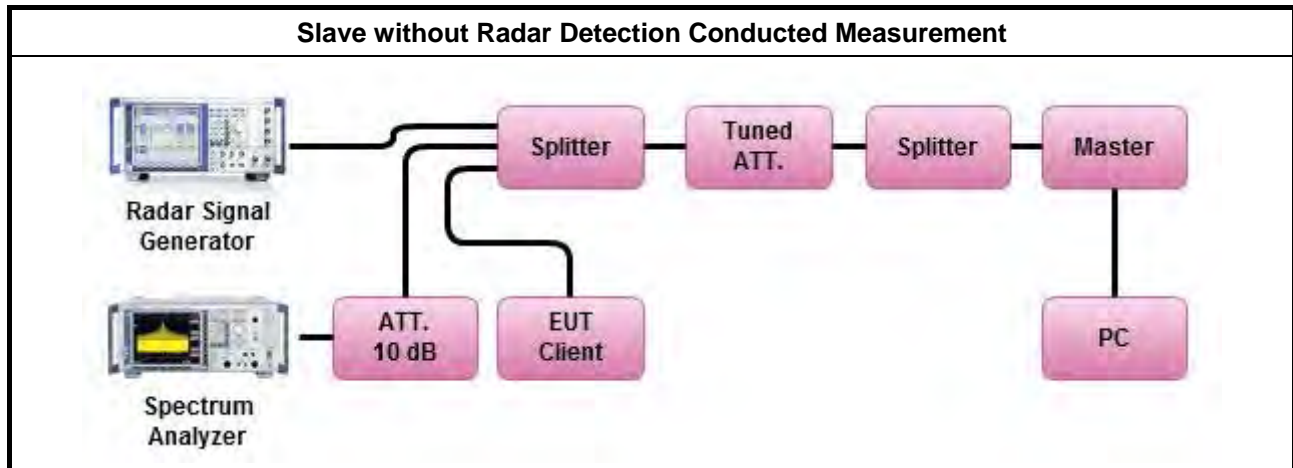 Slave without Radar Detection Conducted Measurement
Radar Signal
Generator
Splitter
Tuned
ATT.
Splitter
Master
Spectrum
Analyzer
ATT.
10 dB
EUT
Client
PC